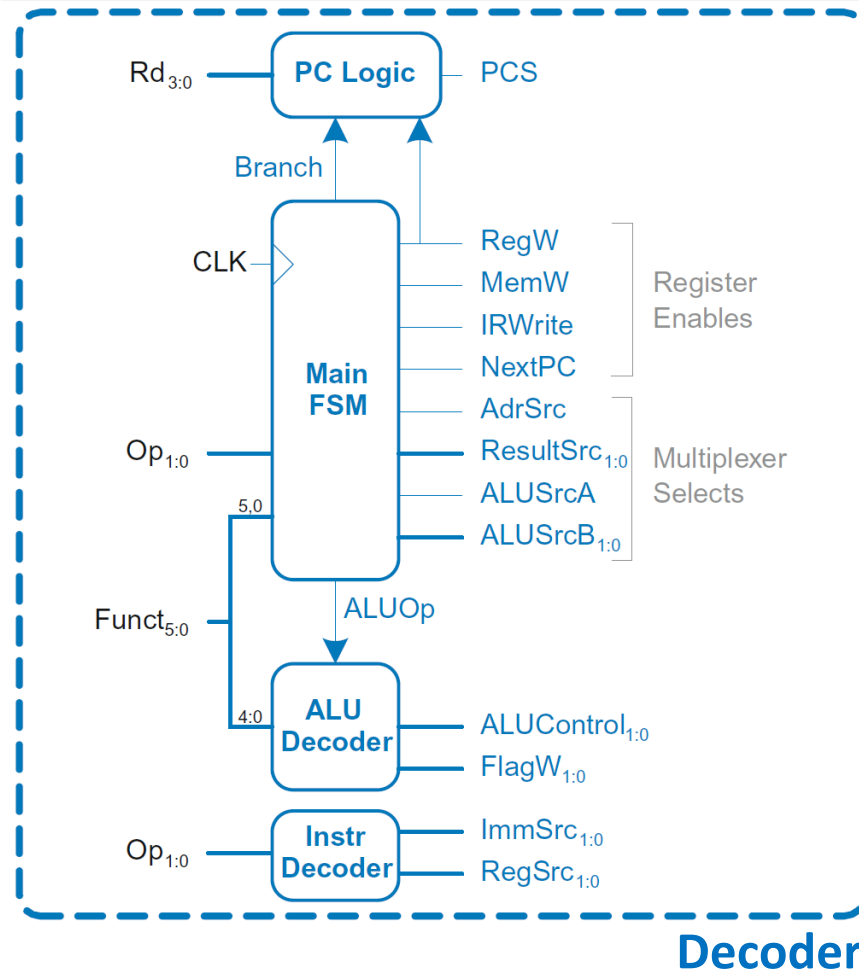 Rd3:0
PC Logic
PCS
Branch
CLK
RegW
MemW
IRWrite
NextPC
Register
Enables
Main
FSM
AdrSrc
Op1:0
ResultSrc1:0
ALUSrcA
ALUSrcB1:0
Multiplexer
Selects
5,0
Funct5:0
ALUOp
4:0
ALU
Decoder
ALUControl1:0
FlagW1:0
Op1:0
Instr
Decoder
ImmSrc1:0
RegSrc1:0
Decoder